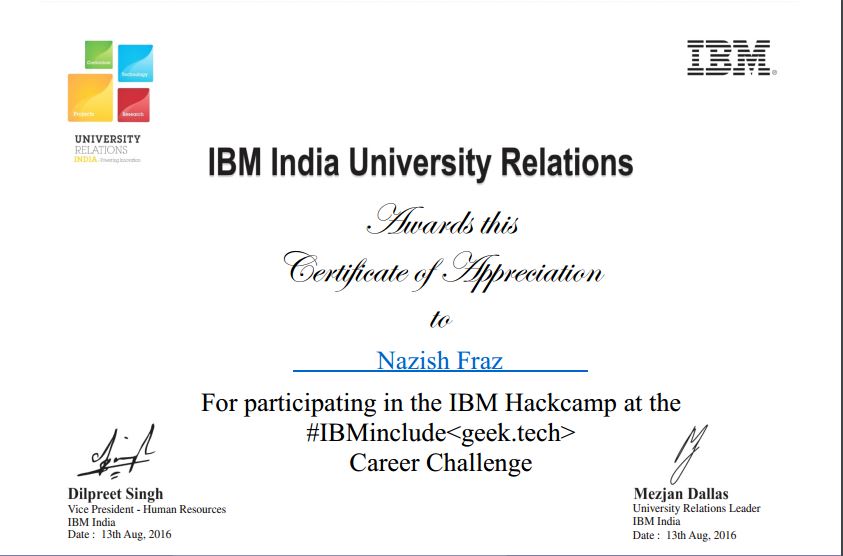 Conferences
Technology
Projects
Research
UNIVERSITY
RELATIONS
INDIA - Powering Innovation
IBM®
IBM India University Relations
Awards this
Certificate of Appreciation
to
Nazish Fraz
For participating in the IBM Hackcamp at the
#IBMinclude<geek.tech>
Career Challenge
Dilpreet Singh
Vice President - Human Resources
IBM India
Date : 13th Aug, 2016
Mezjan Dallas
University Relations Leader
IBM India
Date : 13th Aug, 2016